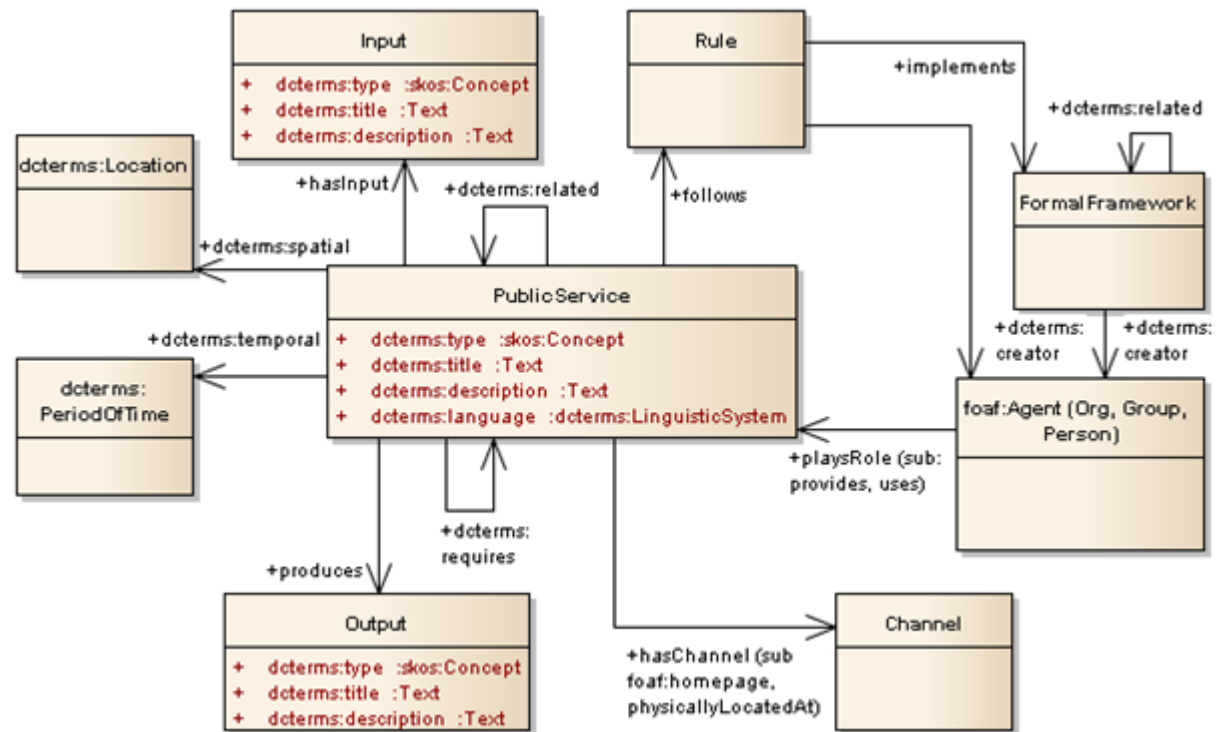 Input
+ dcterms:type :skos:Concept
+ dcterms:title :Text
+ dcterms:description :Text
Rule
+implements
+dcterms:related
dcterms:Location
+hasInput
+dcterms:related
+follows
FormalFramework
+dcterms:spatial
PublicService
+ dcterms:type :skos:Concept
+ dcterms:title :Text
+ dcterms:description :Text
+ dcterms:language :dcterms:LinguisticSystem
+dcterms:temporal
dcterms:
PeriodOfTime
+dcterms:
creator
+dcterms:
creator
foaf:Agent (Org, Group,
Person)
+playsRole (sub:
provides, uses)
+dcterms:
requires
+produces
Output
+ dcterms:type :skos:Concept
+ dcterms:title :Text
+ dcterms:description :Text
+hasChannel (sub
foaf:homepage,
physicallyLocatedAt)
Channel